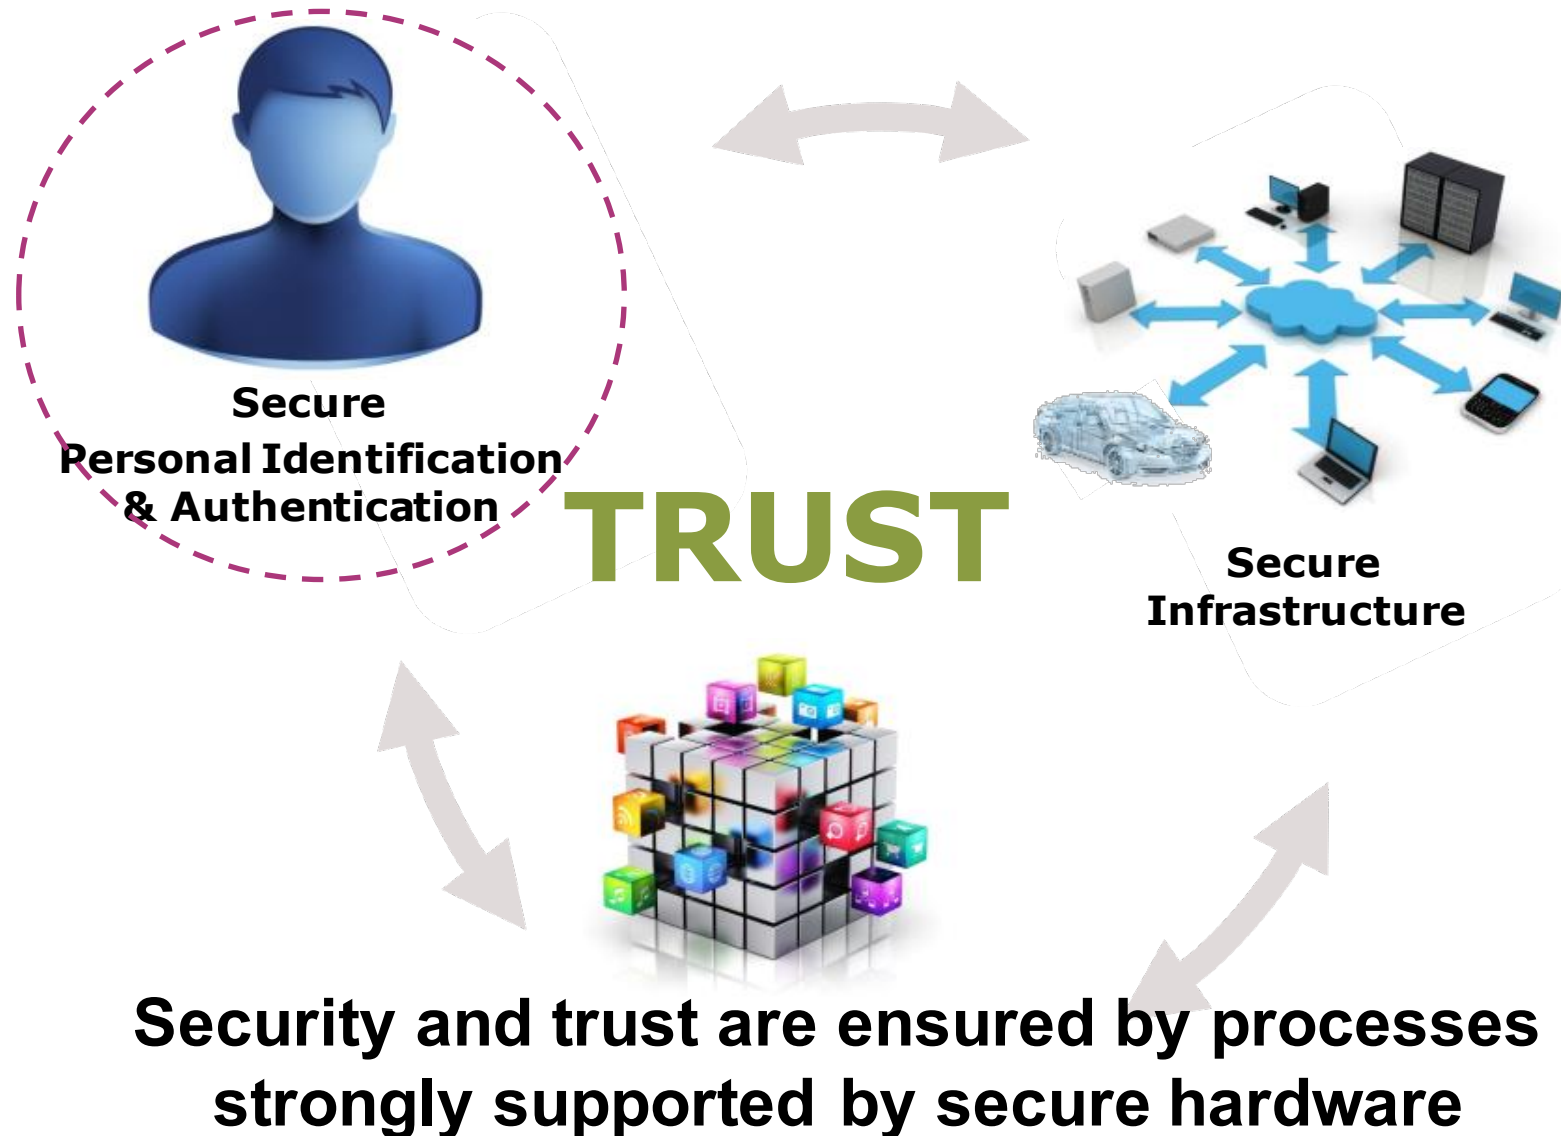 Secure
Personal Identification
& Authentication
TRUST
Secure
Infrastructure
Security and trust are ensured by processes
strongly supported by secure hardware